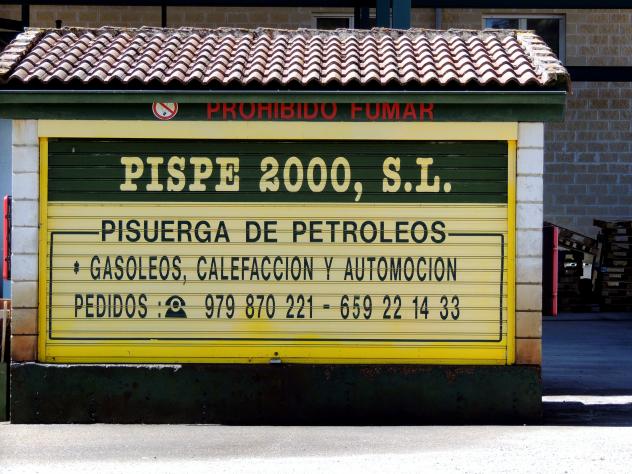 PROHIBIDO FUMAR
PISPE 2000, S.L.
PISUERGA DE PETROLEOS
* GASOLEOS, CALEFACCION Y AUTOMOCION
PEDIDOS : 979 870 221 - 659 22 14 33